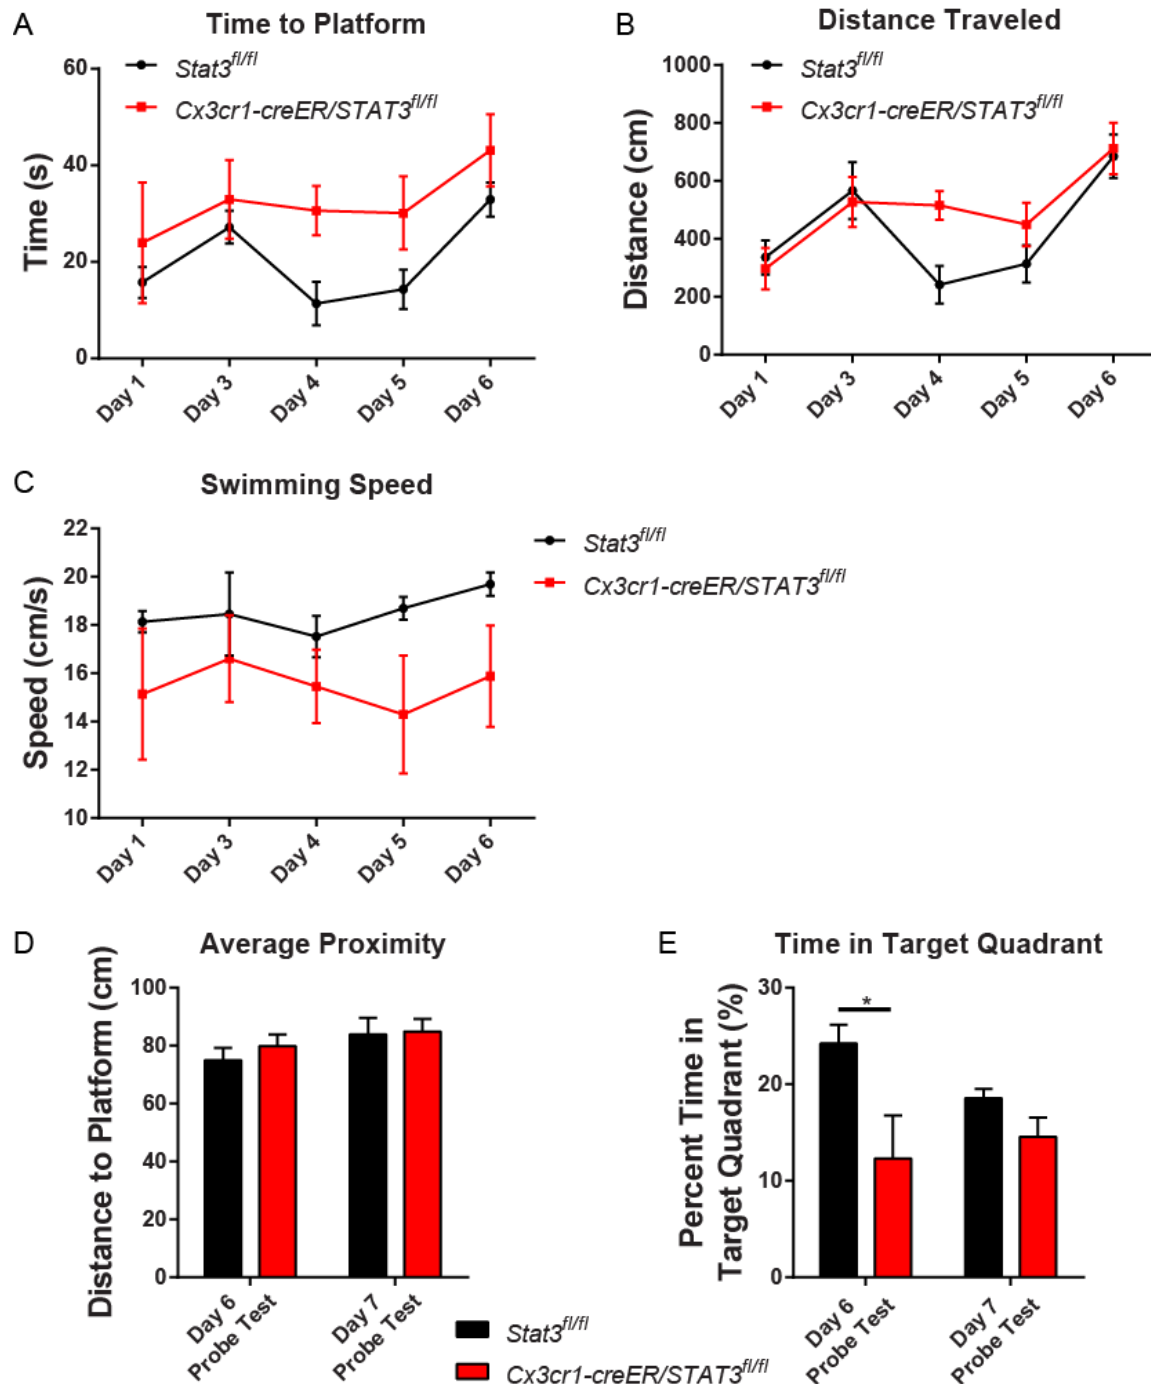 A
Time to Platform
Stat3fl/fl
Cx3cr1-creER/STAT3fl/fl
Time (s)
60
40
20
0
Day 1
Day 3
Day 4
Day 5
Day 6
B
Distance Traveled
Stat3fl/fl
Cx3cr1-creER/STAT3fl/fl
Distance (cm)
1000
800
600
400
200
0
Day 1
Day 3
Day 4
Day 5
Day 6
C
Swimming Speed
Stat3fl/fl
Cx3cr1-creER/STAT3fl/fl
Speed (cm/s)
22
20
18
16
14
12
10
Day 1
Day 3
Day 4
Day 5
Day 6
D
Average Proximity
Distance to Platform (cm)
100
80
60
40
20
0
Day 6
Probe Test
Day 7
Probe Test
E
Time in Target Quadrant
Percent Time in
Target Quadrant (%)
30
20
10
0
*
Day 6
Probe Test
Day 7
Probe Test
Stat3fl/fl
Cx3cr1-creER/STAT3fl/fl